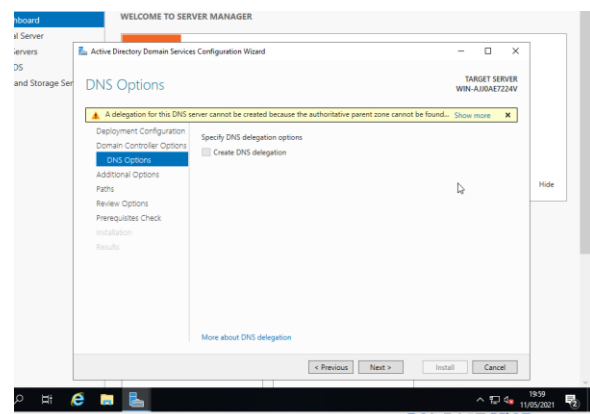 hboard
WELCOME TO SERVER MANAGER
al Server
ervers
DS
and Storage Ser
Active Directory Domain Services Configuration Wizard
DNS Options
TARGET SERVER
WIN-AJJ0AE7224V
A delegation for this DNS server cannot be created because the authoritative parent zone cannot be found... Show more
Deployment Configuration
Domain Controller Options
DNS Options
Additional Options
Paths
Review Options
Prerequisites Check
Installation
Results
Specify DNS delegation options
Create DNS delegation
More about DNS delegation
Hide
< Previous Next > Install Cancel
19:59
11/05/2021
2